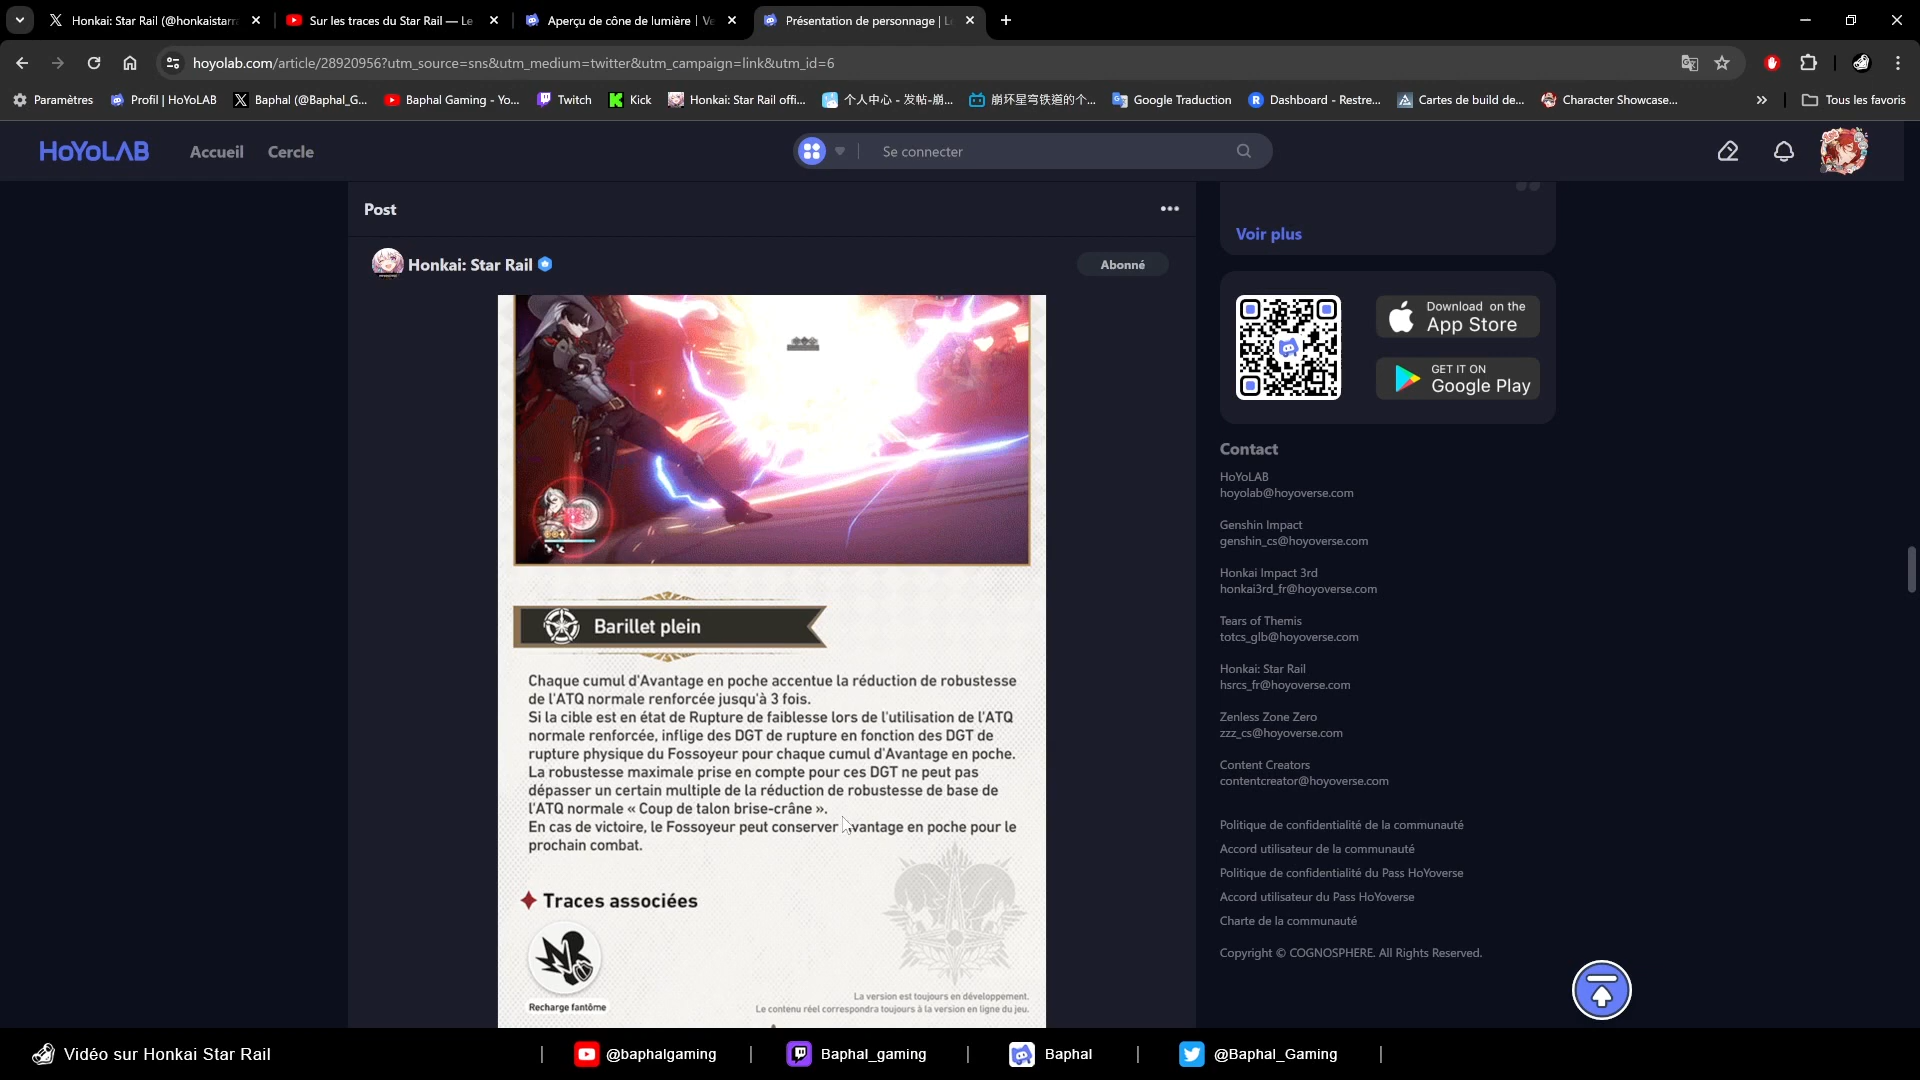 Honkai: Star Rail (@honkaistarra
Sur les traces du Star Rail — Le
Aperçu de cône de lumière | Ve
Présentation de personnage | L
hoyolab.com/article/28920956?utm_source=sns&utm_medium=twitter&utm_campaign=link&utm_id=6
Paramètres
Profil | HoYoLAB
Baphal (@Baphal_G...
Baphal Gaming - Yo...
Twitch
Kick
Honkai: Star Rail offi...
个人中心 - 发帖-崩...
崩坏星穹铁道的个...
Google Traduction
Dashboard - Restre...
Cartes de build de...
Character Showcase...
Tous les favoris
HoYoLAB
Accueil
Cercle
Se connecter
Post
Honkai: Star Rail
Abonné
Barillet plein
Chaque cumul d'Avantage en poche accentue la réduction de robustesse
de l'ATQ normale renforcée jusqu'à 3 fois.
Si la cible est en état de Rupture de faiblesse lors de l'utilisation de l'ATQ
normale renforcée, inflige des DGT de rupture en fonction des DGT de
rupture physique du Fossoyeur pour chaque cumul d'Avantage en poche.
La robustesse maximale prise en compte pour ces DGT ne peut pas
dépasser un certain multiple de la réduction de robustesse de base de
l'ATQ normale « Coup de talon brise-crâne ».
En cas de victoire, le Fossoyeur peut conserver Avantage en poche pour le
prochain combat.
Traces associées
Recharge fantôme
La version est toujours en développement.
Le contenu réel correspondra toujours à la version en ligne du jeu.
Voir plus
Download on the
App Store
GET IT ON
Google Play
Contact
HoYoLAB
hoyolab@hoyoverse.com
Genshin Impact
genshin_cs@hoyoverse.com
Honkai Impact 3rd
honkai3rd_fr@hoyoverse.com
Tears of Themis
totcs_glb@hoyoverse.com
Honkai: Star Rail
hsrcs_fr@hoyoverse.com
Zenless Zone Zero
zzz_cs@hoyoverse.com
Content Creators
contentcreator@hoyoverse.com
Politique de confidentialité de la communauté
Accord utilisateur de la communauté
Politique de confidentialité du Pass HoYoverse
Accord utilisateur du Pass HoYoverse
Charte de la communauté
Copyright © COGNOSPHERE. All Rights Reserved.
Vidéo sur Honkai Star Rail
@baphalgaming
Baphal_gaming
Baphal
@Baphal_Gaming